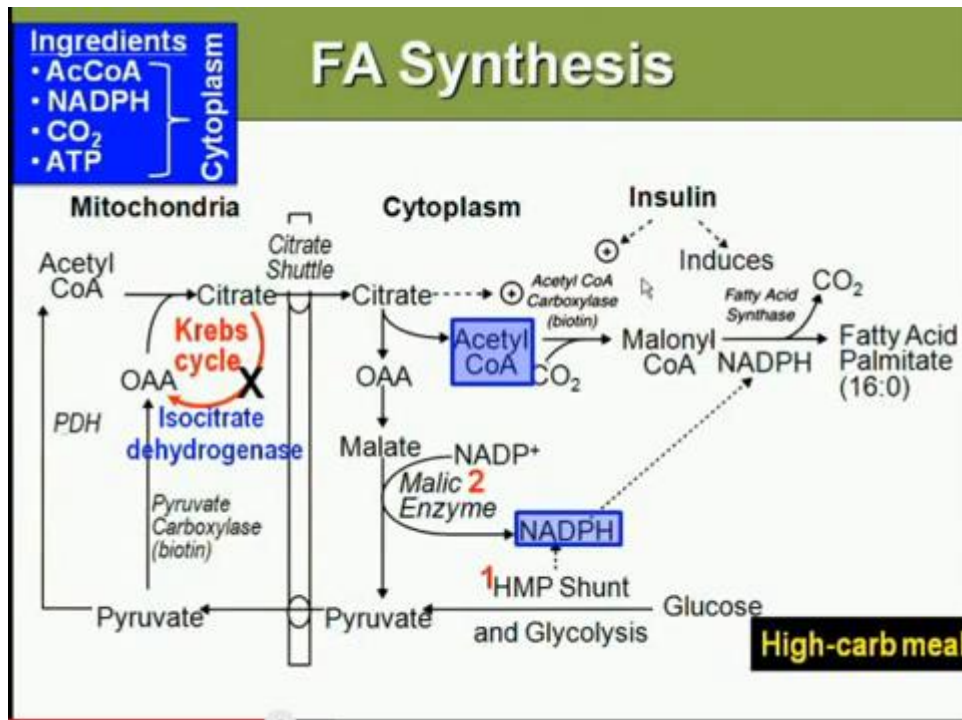 Ingredients
• AcCoA
• NADPH
• CO₂
• ATP
Cytoplasm
FA Synthesis
Mitochondria
Cytoplasm
Insulin
Citrate
Shuttle
+
Induces
Acetyl
CoA
Citrate
Citrate
+
Acetyl CoA
Carboxylase
(biotin)
Fatty Acid
Synthase
CO₂
Krebs
cycle
X
OAA
OAA
Acetyl
CoA
CO₂
Malonyl
CoA
NADPH
Fatty Acid
Palmitate
(16:0)
PDH
Isocitrate
dehydrogenase
Malate
NADP+
Malic 2
Enzyme
NADPH
Pyruvate
Carboxylase
(biotin)
1 HMP Shunt
and Glycolysis
Pyruvate
Pyruvate
Glucose
High-carb meal